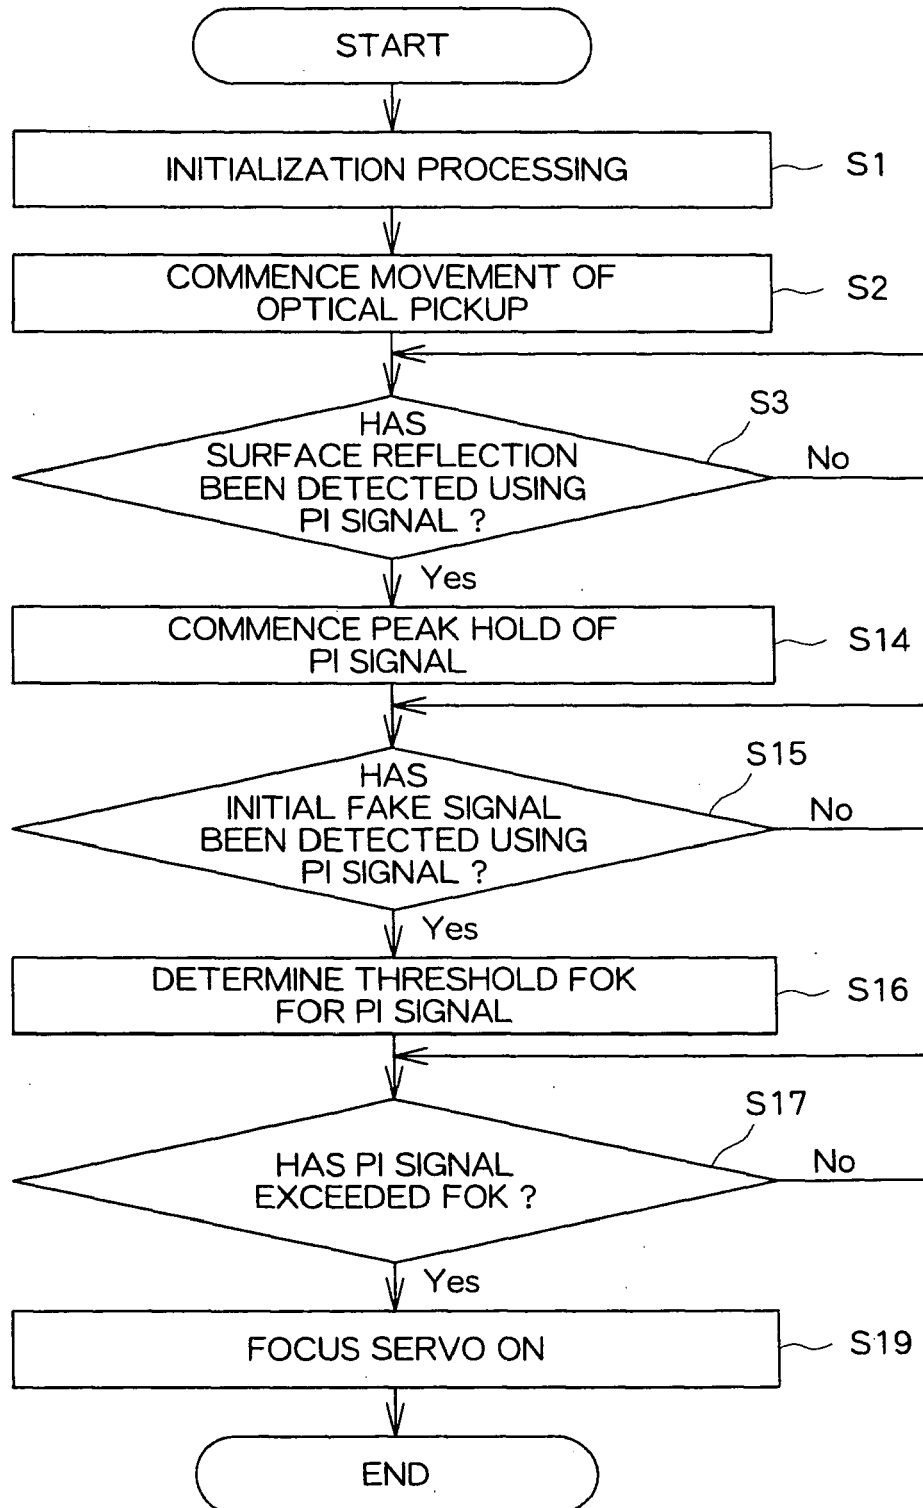 START
INITIALIZATION PROCESSING
S1
COMMENCE MOVEMENT OF
OPTICAL PICKUP
S2
HAS
SURFACE REFLECTION
BEEN DETECTED USING
PI SIGNAL ?
S3
No
Yes
COMMENCE PEAK HOLD OF
PI SIGNAL
S14
HAS
INITIAL FAKE SIGNAL
BEEN DETECTED USING
PI SIGNAL ?
S15
No
Yes
DETERMINE THRESHOLD FOK
FOR PI SIGNAL
S16
HAS PI SIGNAL
EXCEEDED FOK ?
S17
No
Yes
FOCUS SERVO ON
S19
END